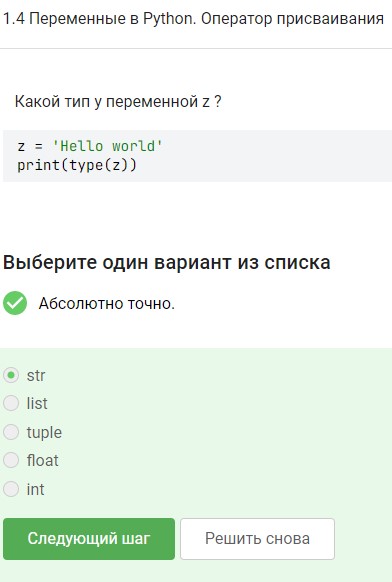 1.4 Переменные в Python. Оператор присваивания
Какой тип у переменной z ?
z = 'Hello world'
print(type(z))
Выберите один вариант из списка
Абсолютно точно.
str
list
tuple
float
int
Следующий шаг
Решить снова